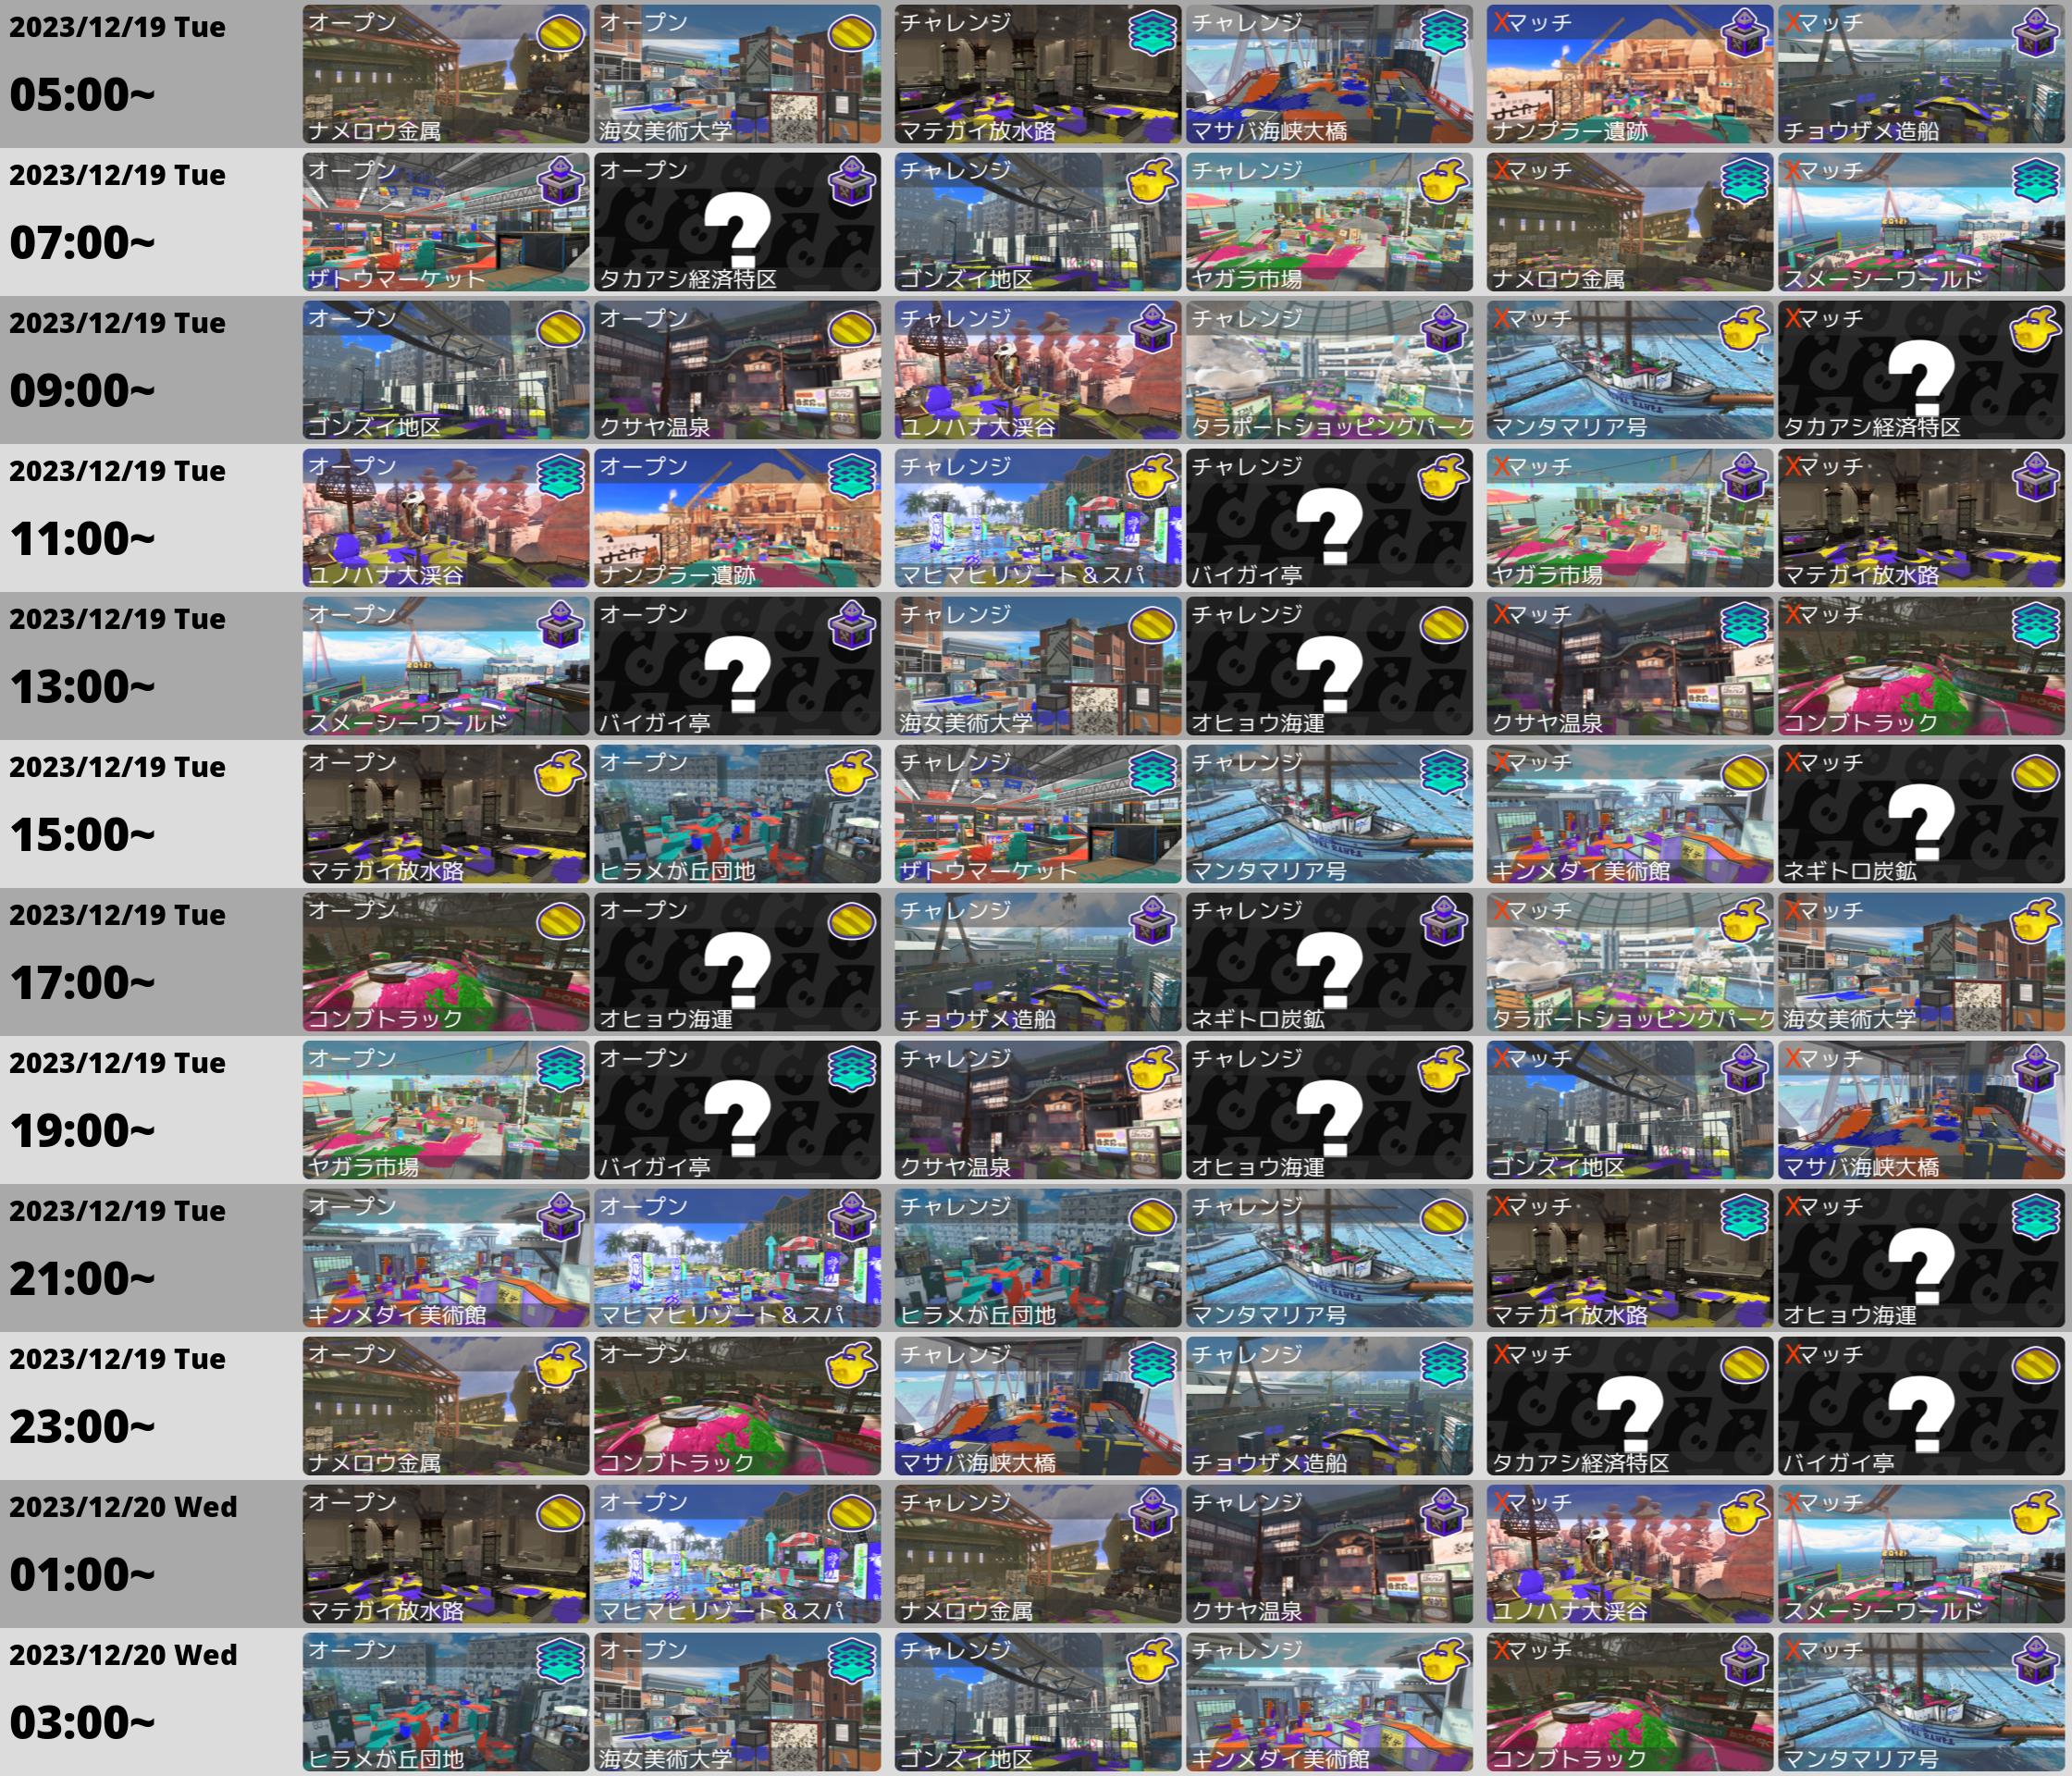 2023/12/19 Tue
05:00~
オープン
ナメロウ金属
オープン
海女美術大学
チャレンジ
マテガイ放水路
チャレンジ
マサバ海峡大橋
Xマッチ
ナンプラー遺跡
Xマッチ
チョウザメ造船
2023/12/19 Tue
07:00~
オープン
ザトウマーケット
オープン
?
タカアシ経済特区
チャレンジ
ゴンズイ地区
チャレンジ
ヤガラ市場
Xマッチ
ナメロウ金属
Xマッチ
スメーシーワールド
2023/12/19 Tue
09:00~
オープン
ゴンズイ地区
オープン
クサヤ温泉
チャレンジ
ユノハナ大渓谷
チャレンジ
タラポートショッピングパーク
Xマッチ
マンタマリア号
Xマッチ
?
タカアシ経済特区
2023/12/19 Tue
11:00~
オープン
ユノハナ大渓谷
オープン
ナンプラー遺跡
チャレンジ
マヒマヒリゾート＆スパ
チャレンジ
?
バイガイ亭
Xマッチ
ヤガラ市場
Xマッチ
マテガイ放水路
2023/12/19 Tue
13:00~
オープン
スメーシーワールド
オープン
?
バイガイ亭
チャレンジ
海女美術大学
チャレンジ
?
オヒョウ海運
Xマッチ
クサヤ温泉
Xマッチ
コンブトラック
2023/12/19 Tue
15:00~
オープン
マテガイ放水路
オープン
ヒラメが丘団地
チャレンジ
ザトウマーケット
チャレンジ
マンタマリア号
Xマッチ
キンメダイ美術館
Xマッチ
?
ネギトロ炭鉱
2023/12/19 Tue
17:00~
オープン
コンブトラック
オープン
?
オヒョウ海運
チャレンジ
チョウザメ造船
チャレンジ
?
ネギトロ炭鉱
Xマッチ
タラポートショッピングパーク
Xマッチ
海女美術大学
2023/12/19 Tue
19:00~
オープン
ヤガラ市場
オープン
?
バイガイ亭
チャレンジ
クサヤ温泉
チャレンジ
?
オヒョウ海運
Xマッチ
ゴンズイ地区
Xマッチ
マサバ海峡大橋
2023/12/19 Tue
21:00~
オープン
キンメダイ美術館
オープン
マヒマヒリゾート＆スパ
チャレンジ
ヒラメが丘団地
チャレンジ
マンタマリア号
Xマッチ
マテガイ放水路
Xマッチ
?
オヒョウ海運
2023/12/19 Tue
23:00~
オープン
ナメロウ金属
オープン
コンブトラック
チャレンジ
マサバ海峡大橋
チャレンジ
チョウザメ造船
Xマッチ
?
タカアシ経済特区
Xマッチ
?
バイガイ亭
2023/12/20 Wed
01:00~
オープン
マテガイ放水路
オープン
マヒマヒリゾート＆スパ
チャレンジ
ナメロウ金属
チャレンジ
クサヤ温泉
Xマッチ
ユノハナ大渓谷
Xマッチ
スメーシーワールド
2023/12/20 Wed
03:00~
オープン
ヒラメが丘団地
オープン
海女美術大学
チャレンジ
ゴンズイ地区
チャレンジ
キンメダイ美術館
Xマッチ
コンブトラック
Xマッチ
マンタマリア号